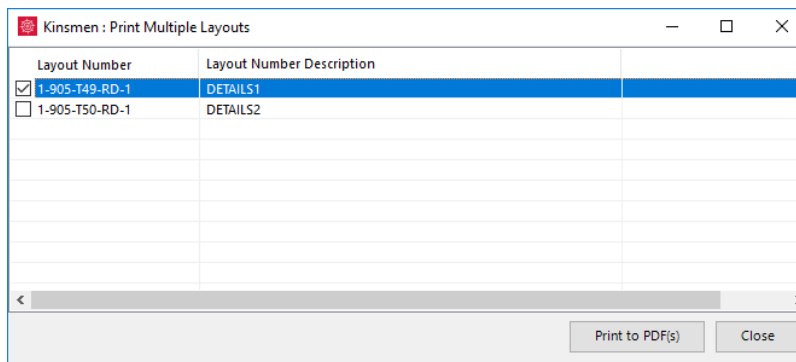 Kinsmen : Print Multiple Layouts
Layout Number Layout Number Description
1-905-T49-RD-1 DETAILS1
1-905-T50-RD-1 DETAILS2
Print to PDF(s) Close